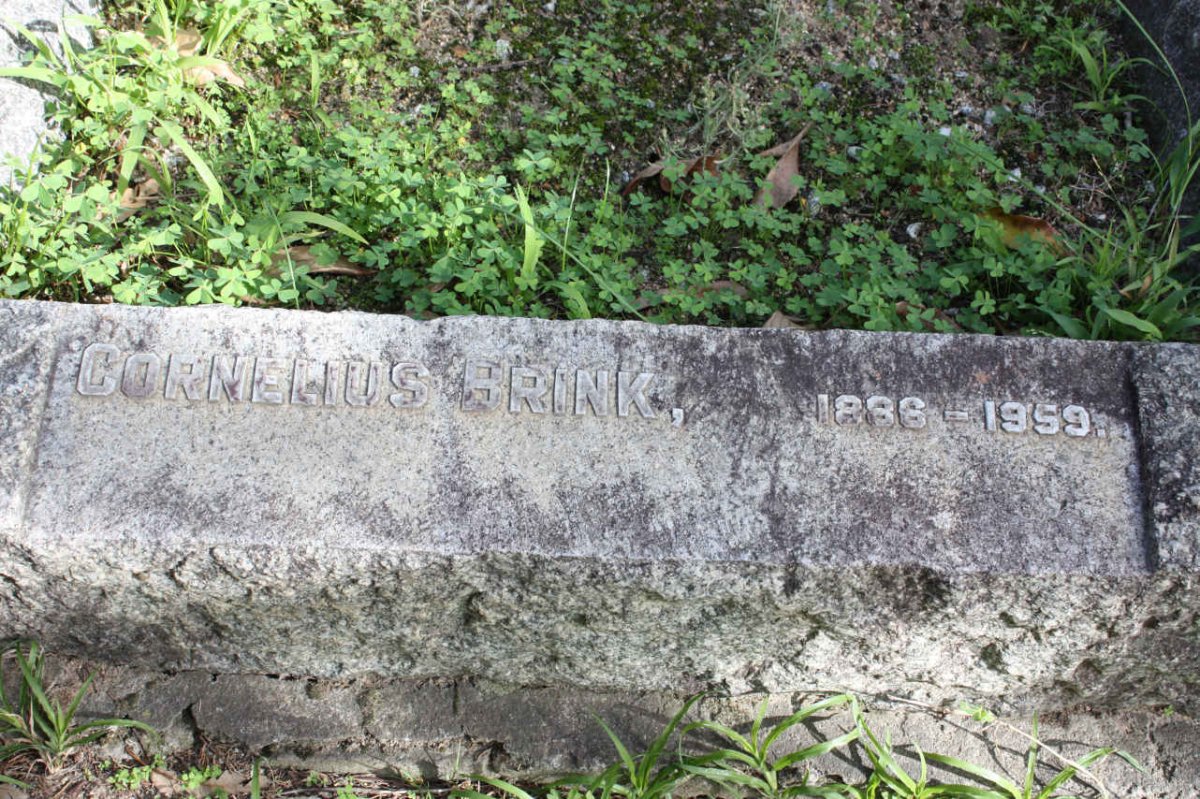 CORNELIUS BRINK, 1886 - 1959.